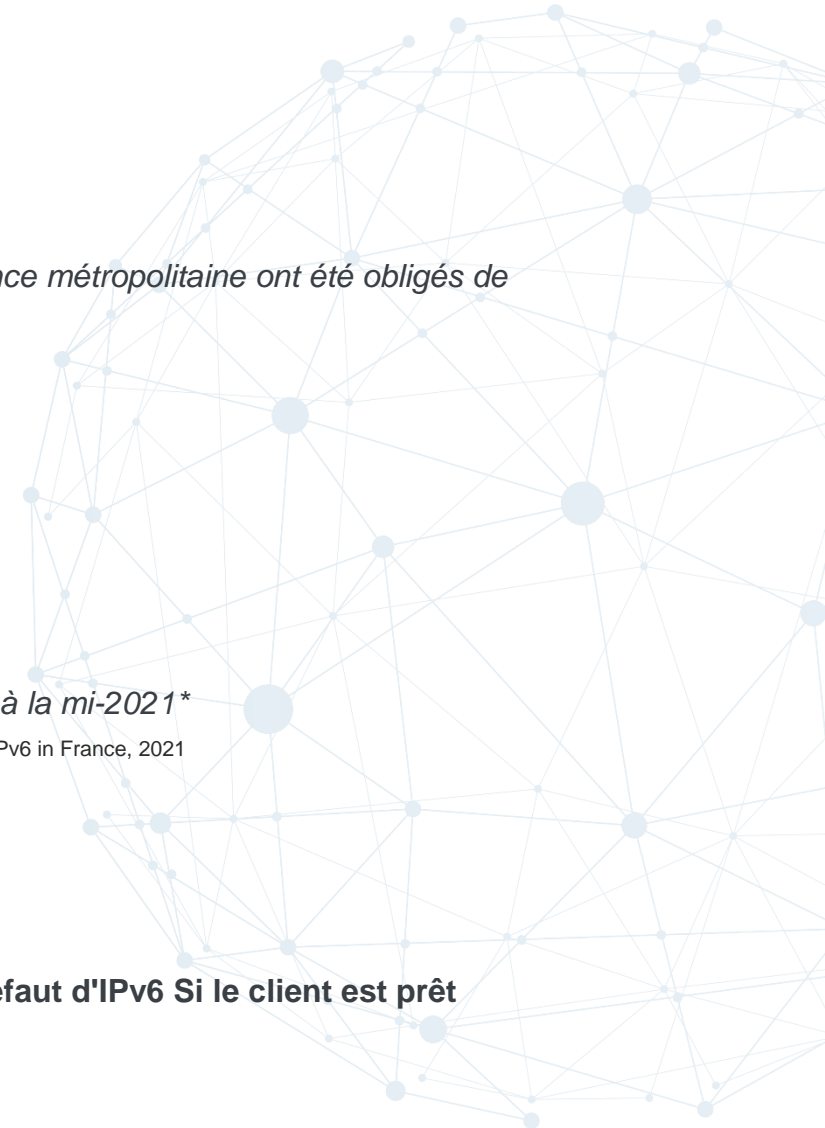 nce métropolitaine ont été obligés de
à la mi-2021*
Pv6 in France, 2021
faut d'IPv6 Si le client est prêt